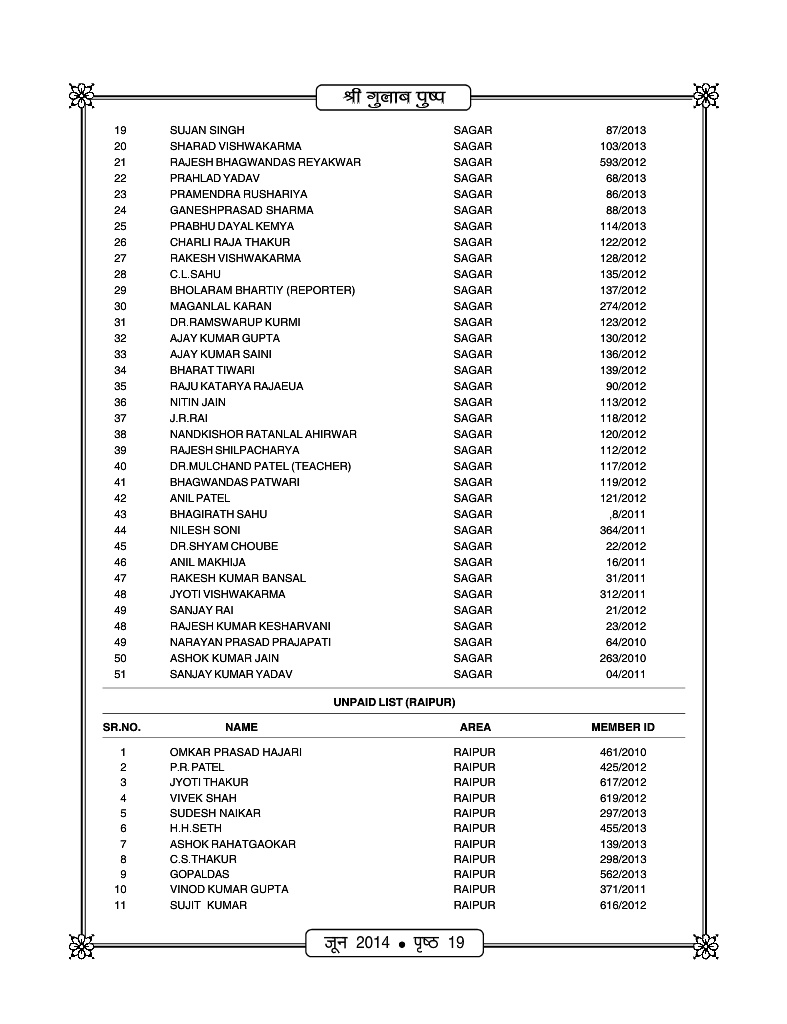 श्री गुलाब पुष्प
19 SUJAN SINGH SAGAR 87/2013
20 SHARAD VISHWAKARMA SAGAR 103/2013
21 RAJESH BHAGWANDAS REYAKWAR SAGAR 593/2012
22 PRAHLAD YADAV SAGAR 68/2013
23 PRAMENDRA RUSHARIYA SAGAR 86/2013
24 GANESHPRASAD SHARMA SAGAR 88/2013
25 PRABHU DAYAL KEMYA SAGAR 114/2013
26 CHARLI RAJA THAKUR SAGAR 122/2012
27 RAKESH VISHWAKARMA SAGAR 128/2012
28 C.L.SAHU SAGAR 135/2012
29 BHOLARAM BHARTIY (REPORTER) SAGAR 137/2012
30 MAGANLAL KARAN SAGAR 274/2012
31 DR.RAMSWARUP KURMI SAGAR 123/2012
32 AJAY KUMAR GUPTA SAGAR 130/2012
33 AJAY KUMAR SAINI SAGAR 136/2012
34 BHARAT TIWARI SAGAR 139/2012
35 RAJU KATARYA RAJAEUA SAGAR 90/2012
36 NITIN JAIN SAGAR 113/2012
37 J.R.RAI SAGAR 118/2012
38 NANDKISHOR RATANLAL AHIRWAR SAGAR 120/2012
39 RAJESH SHILPACHARYA SAGAR 112/2012
40 DR.MULCHAND PATEL (TEACHER) SAGAR 117/2012
41 BHAGWANDAS PATWARI SAGAR 119/2012
42 ANIL PATEL SAGAR 121/2012
43 BHAGIRATH SAHU SAGAR ,8/2011
44 NILESH SONI SAGAR 364/2011
45 DR.SHYAM CHOUBE SAGAR 22/2012
46 ANIL MAKHIJA SAGAR 16/2011
47 RAKESH KUMAR BANSAL SAGAR 31/2011
48 JYOTI VISHWAKARMA SAGAR 312/2011
49 SANJAY RAI SAGAR 21/2012
48 RAJESH KUMAR KESHARVANI SAGAR 23/2012
49 NARAYAN PRASAD PRAJAPATI SAGAR 64/2010
50 ASHOK KUMAR JAIN SAGAR 263/2010
51 SANJAY KUMAR YADAV SAGAR 04/2011
UNPAID LIST (RAIPUR)
SR.NO. NAME AREA MEMBER ID
1 OMKAR PRASAD HAJARI RAIPUR 461/2010
2 P.R.PATEL RAIPUR 425/2012
3 JYOTI THAKUR RAIPUR 617/2012
4 VIVEK SHAH RAIPUR 619/2012
5 SUDESH NAIKAR RAIPUR 297/2013
6 H.H.SETH RAIPUR 455/2013
7 ASHOK RAHATGAOKAR RAIPUR 139/2013
8 C.S.THAKUR RAIPUR 298/2013
9 GOPALDAS RAIPUR 562/2013
10 VINOD KUMAR GUPTA RAIPUR 371/2011
11 SUJIT KUMAR RAIPUR 616/2012
जून 2014 ● पृष्ठ 19